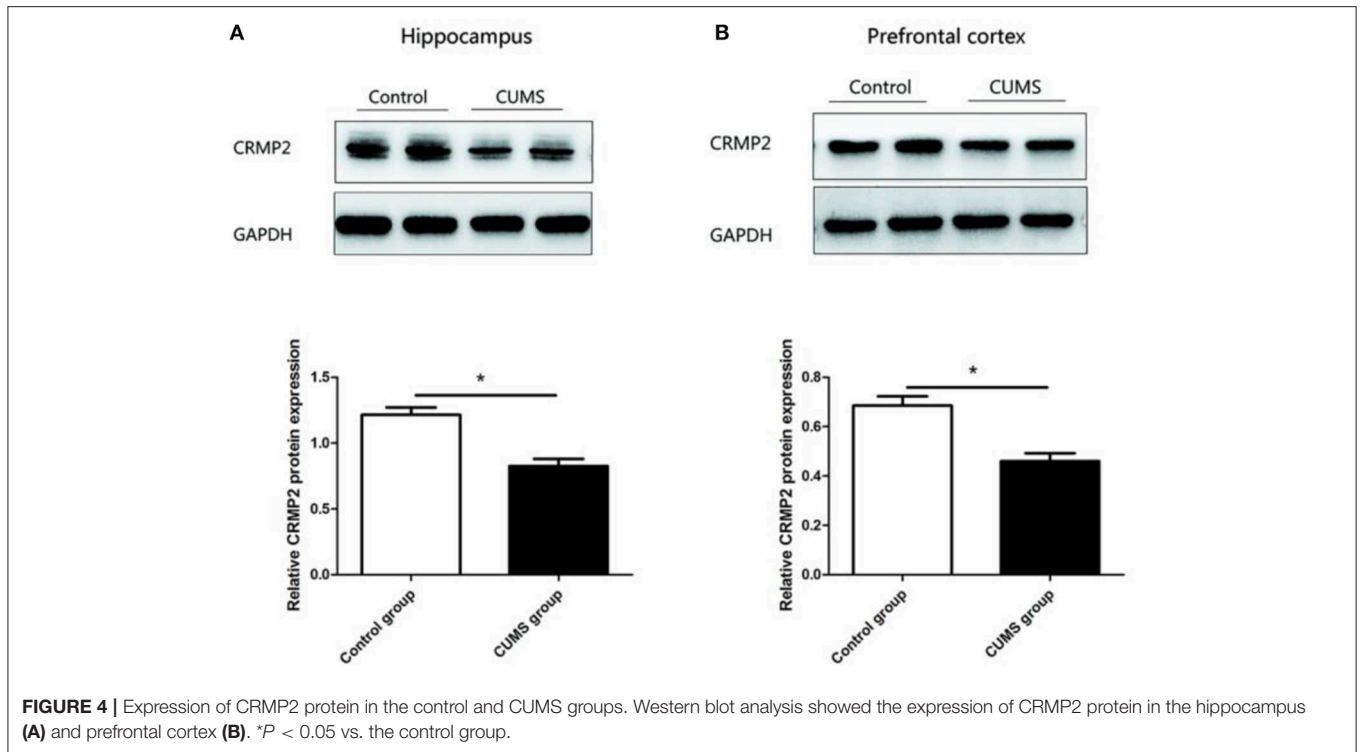 A
Hippocampus
Control CUMS
CRMP2
GAPDH
Relative CRMP2 protein expression
1.5
1.0
0.5
0.0
*
Control group
CUMS group
B
Prefrontal cortex
Control CUMS
CRMP2
GAPDH
Relative CRMP2 protein expression
0.8
0.6
0.4
0.2
0.0
*
Control group
CUMS group
FIGURE 4 | Expression of CRMP2 protein in the control and CUMS groups. Western blot analysis showed the expression of CRMP2 protein in the hippocampus
(A) and prefrontal cortex (B). *P < 0.05 vs. the control group.